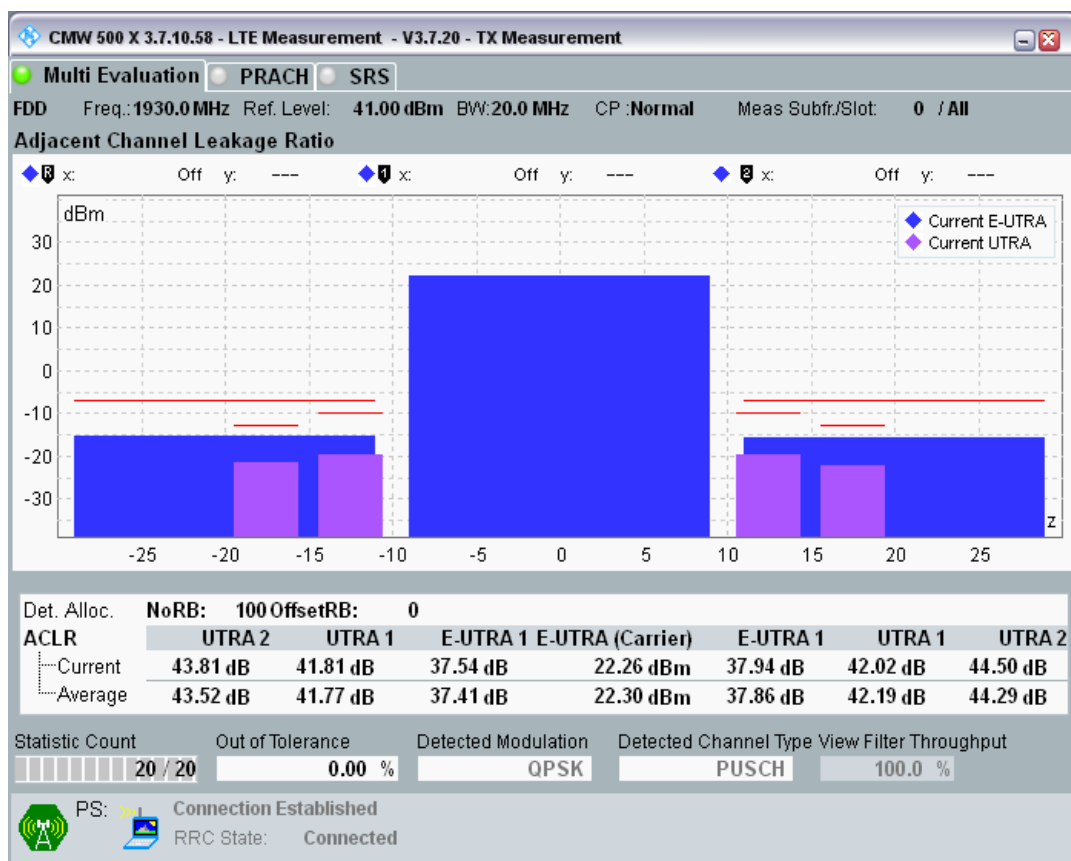 CMW 500 X 3.7.10.58 - LTE Measurement - V3.7.20 - TX Measurement
Multi Evaluation PRACH SRS
FDD Freq.: 1930.0 MHz Ref. Level: 41.00 dBm BW: 20.0 MHz CP : Normal Meas Subfr./Slot: 0 / All
Adjacent Channel Leakage Ratio
R x: Off y: --- 1 x: Off y: --- 2 x: Off y: ---
dBm
Current E-UTRA
Current UTRA
30
20
10
0
-10
-20
-30
z
-25 -20 -15 -10 -5 0 5 10 15 20 25
Det. Alloc. NoRB: 100 OffsetRB: 0
ACLR UTRA 2 UTRA 1 E-UTRA 1 E-UTRA (Carrier) E-UTRA 1 UTRA 1 UTRA 2
Current 43.81 dB 41.81 dB 37.54 dB 22.26 dBm 37.94 dB 42.02 dB 44.50 dB
Average 43.52 dB 41.77 dB 37.41 dB 22.30 dBm 37.86 dB 42.19 dB 44.29 dB
Statistic Count Out of Tolerance Detected Modulation Detected Channel Type View Filter Throughput
20 / 20 0.00 % QPSK PUSCH 100.0 %
PS: Connection Established
RRC State: Connected